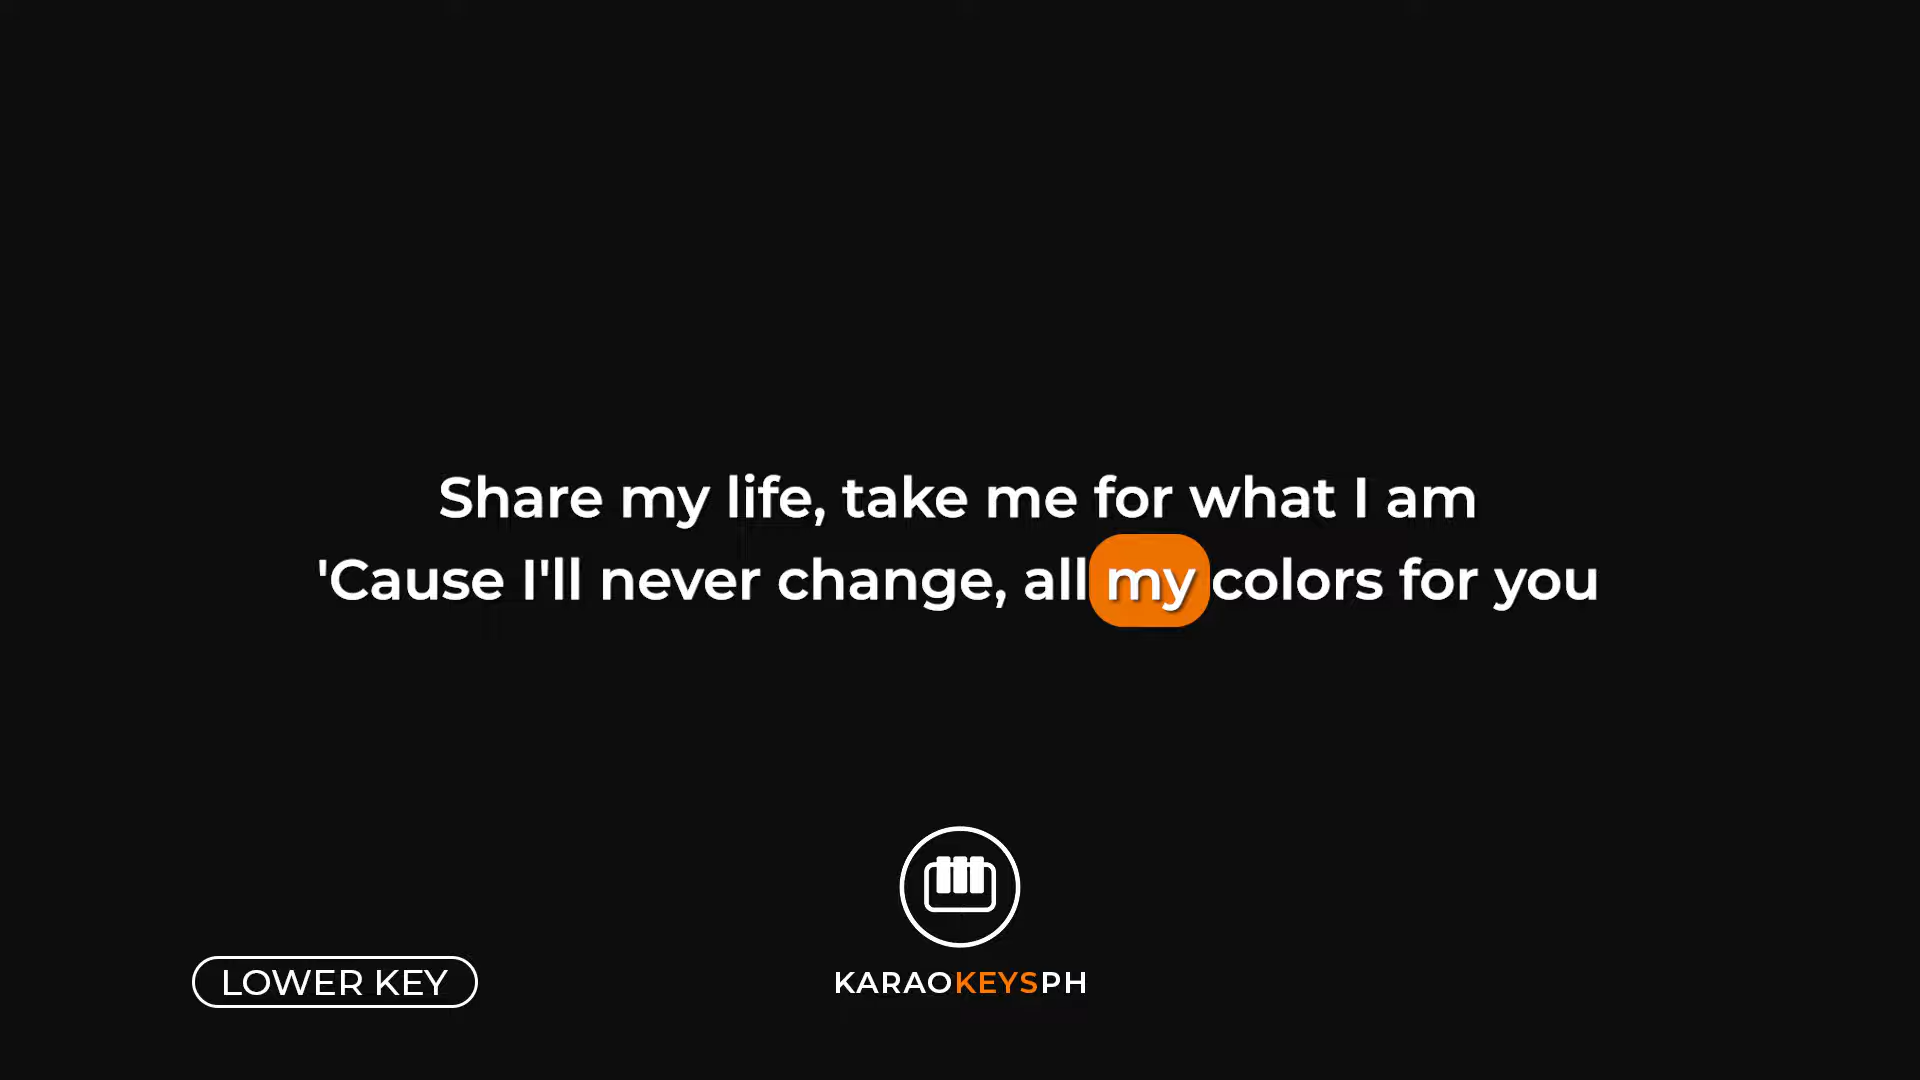 Share my life, take me for what I am
'Cause I'll never change, all my colors for you
LOWER KEY
KARAOKEYSPH